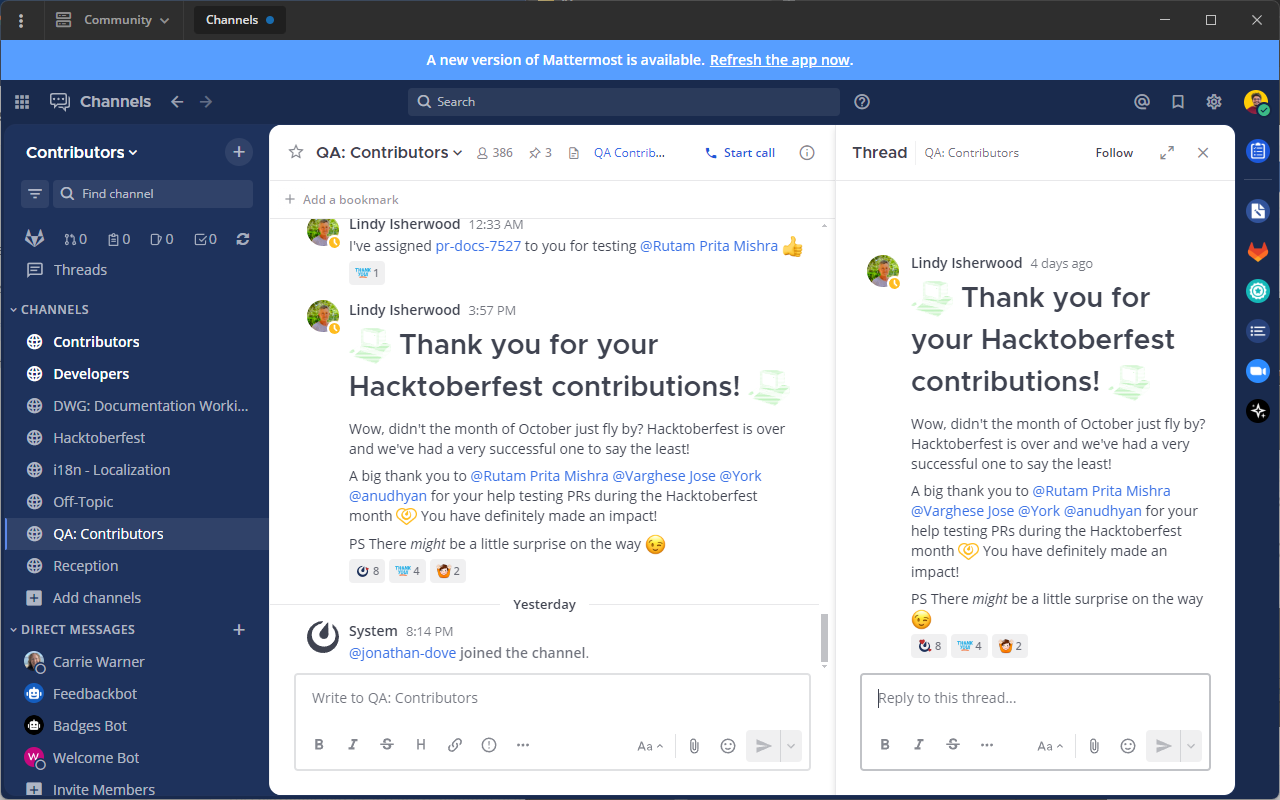 Community
Channels
A new version of Mattermost is available. Refresh the app now.
Channels
Search
Contributors
Find channel
0 0 0 0
Threads
CHANNELS
Contributors
Developers
DWG: Documentation Worki...
Hacktoberfest
i18n - Localization
Off-Topic
QA: Contributors
Reception
Add channels
DIRECT MESSAGES
Carrie Warner
Feedbackbot
Badges Bot
W
Welcome Bot
Invite Members
QA: Contributors 386 3 QA Contrib... Start call
Add a bookmark
Lindy Isherwood 12:33 AM
I've assigned pr-docs-7527 to you for testing @Rutam Prita Mishra
THANK YOU 1
Lindy Isherwood 3:57 PM
Thank you for your
Hacktoberfest contributions!
Wow, didn't the month of October just fly by? Hacktoberfest is over
and we've had a very successful one to say the least!
A big thank you to @Rutam Prita Mishra @Varghese Jose @York
@anudhyan for your help testing PRs during the Hacktoberfest
month You have definitely made an impact!
PS There might be a little surprise on the way
8 THANK YOU 4 2
Yesterday
System 8:14 PM
@jonathan-dove joined the channel.
Write to QA: Contributors
B I S H Aa
Thread QA: Contributors Follow
Lindy Isherwood 4 days ago
Thank you for
your Hacktoberfest
contributions!
Wow, didn't the month of October just fly by?
Hacktoberfest is over and we've had a very
successful one to say the least!
A big thank you to @Rutam Prita Mishra
@Varghese Jose @York @anudhyan for your
help testing PRs during the Hacktoberfest
month You have definitely made an
impact!
PS There might be a little surprise on the way
8 THANK YOU 4 2
Reply to this thread...
B I S Aa